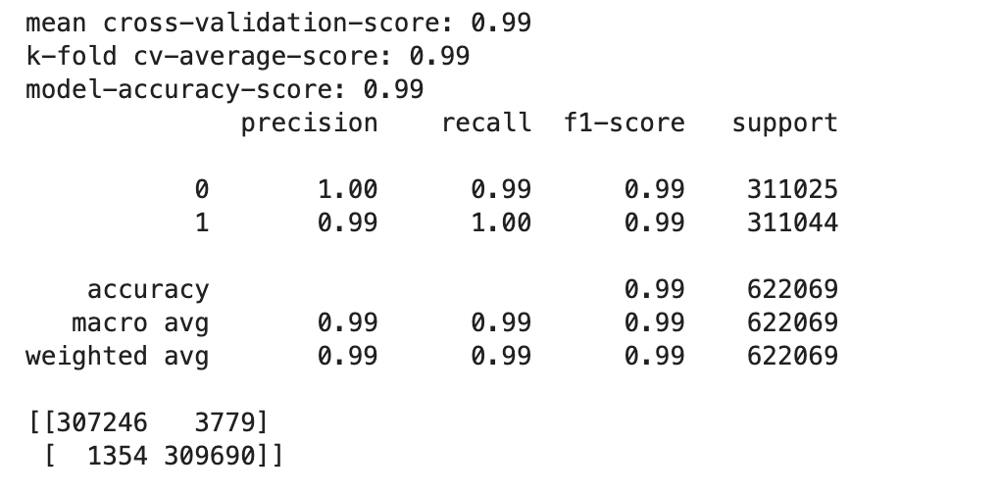 mean cross-validation-score: 0.99
k-fold cv-average-score: 0.99
model-accuracy-score: 0.99
precision recall f1-score support
0 1.00 0.99 0.99 311025
1 0.99 1.00 0.99 311044
accuracy 0.99 622069
macro avg 0.99 0.99 0.99 622069
weighted avg 0.99 0.99 0.99 622069
[[307246 3779]
[ 1354 309690]]